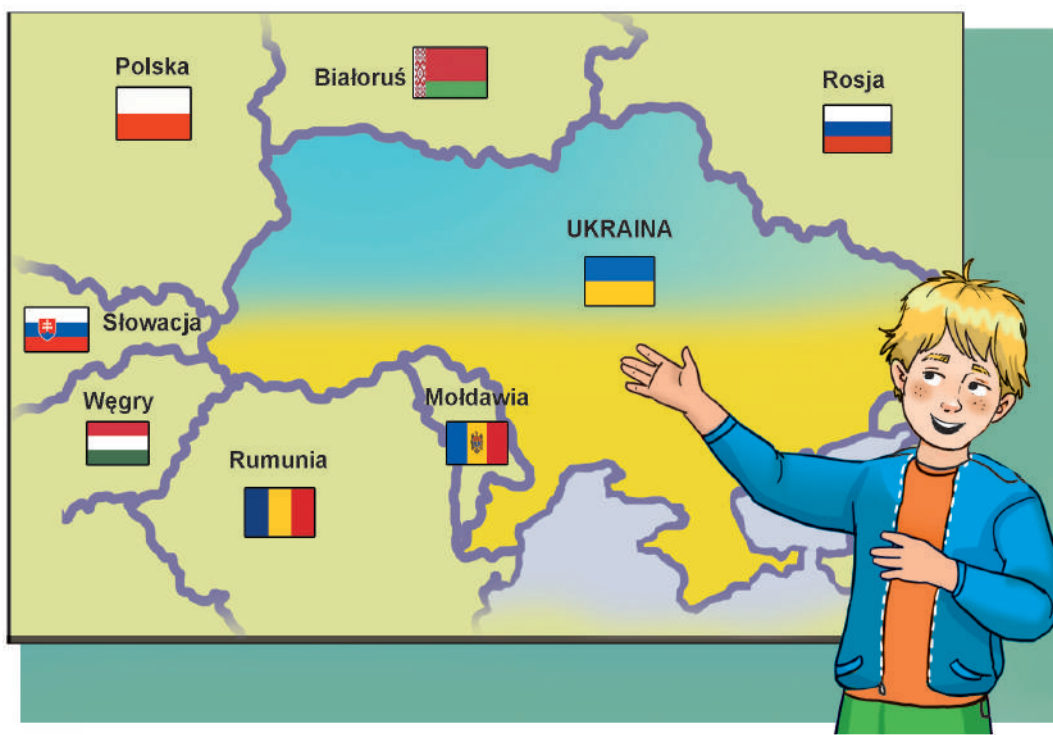 Polska
Białoruś
Rosja
UKRAINA
Słowacja
Węgry
Mołdawia
Rumunia